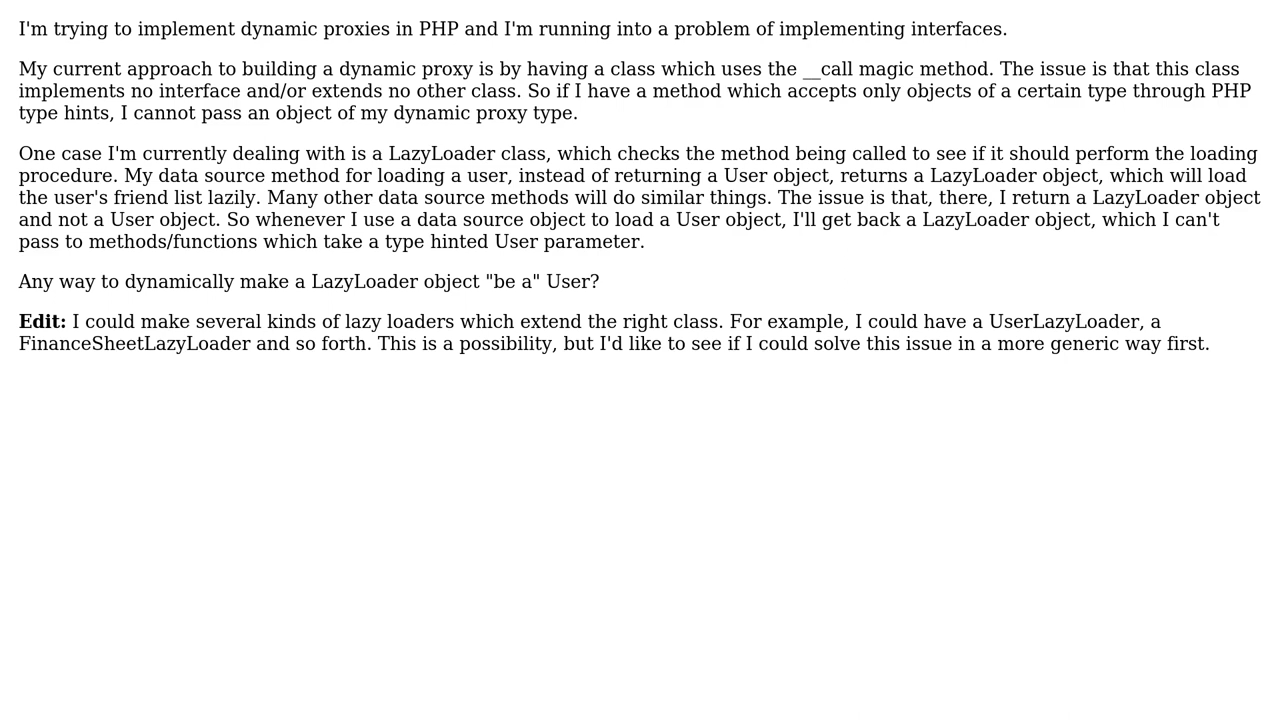 I'm trying to implement dynamic proxies in PHP and I'm running into a problem of implementing interfaces.
My current approach to building a dynamic proxy is by having a class which uses the __call magic method. The issue is that this class
implements no interface and/or extends no other class. So if I have a method which accepts only objects of a certain type through PHP
type hints, I cannot pass an object of my dynamic proxy type.
One case I'm currently dealing with is a LazyLoader class, which checks the method being called to see if it should perform the loading
procedure. My data source method for loading a user, instead of returning a User object, returns a LazyLoader object, which will load
the user's friend list lazily. Many other data source methods will do similar things. The issue is that, there, I return a LazyLoader object
and not a User object. So whenever I use a data source object to load a User object, I'll get back a LazyLoader object, which I can't
pass to methods/functions which take a type hinted User parameter.
Any way to dynamically make a LazyLoader object "be a" User?
Edit: I could make several kinds of lazy loaders which extend the right class. For example, I could have a UserLazyLoader, a
FinanceSheetLazyLoader and so forth. This is a possibility, but I'd like to see if I could solve this issue in a more generic way first.